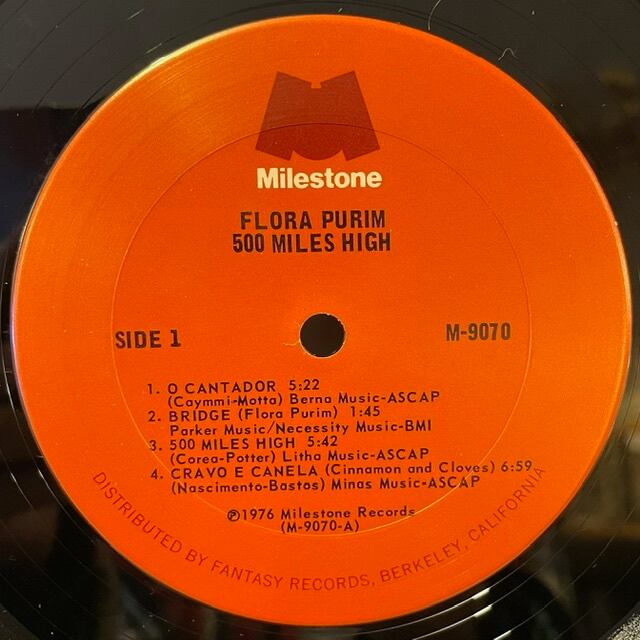 Milestone
FLORA PURIM
500 MILES HIGH
SIDE 1
M-9070
1. O CANTADOR 5:22
(Caymmi-Motta) Berna Music-ASCAP
2. BRIDGE (Flora Purim) 1:45
Parker Music/Necessity Music-BMI
3. 500 MILES HIGH 5:42
(Corea-Potter) Litha Music-ASCAP
4. CRAVO E CANELA (Cinnamon and Cloves) 6:59
(Nascimento-Bastos) Minas Music-ASCAP
℗1976 Milestone Records
(M-9070-A)
DISTRIBUTED BY FANTASY RECORDS, BERKELEY, CALIFORNIA